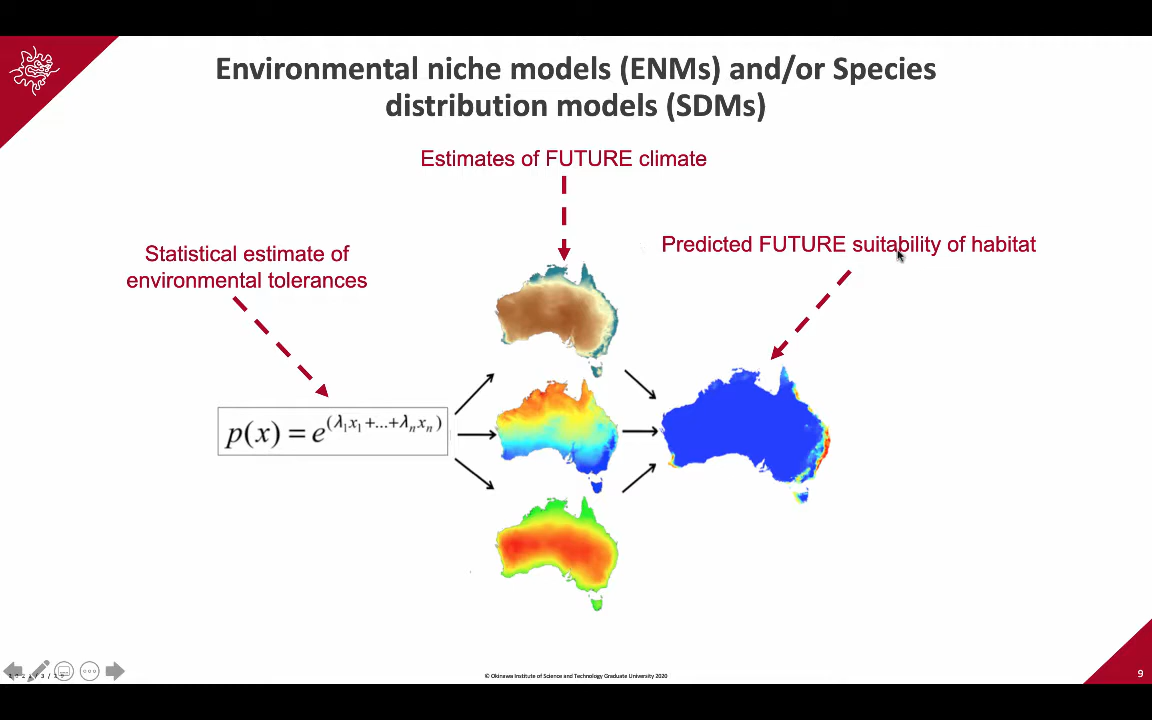 Environmental niche models (ENMs) and/or Species
distribution models (SDMs)
Estimates of FUTURE climate
Predicted FUTURE suitability of habitat
Statistical estimate of
environmental tolerances
p(x) = e^(λ₁x₁+...+λₙxₙ)
© Okinawa Institute of Science and Technology Graduate University 2020
9